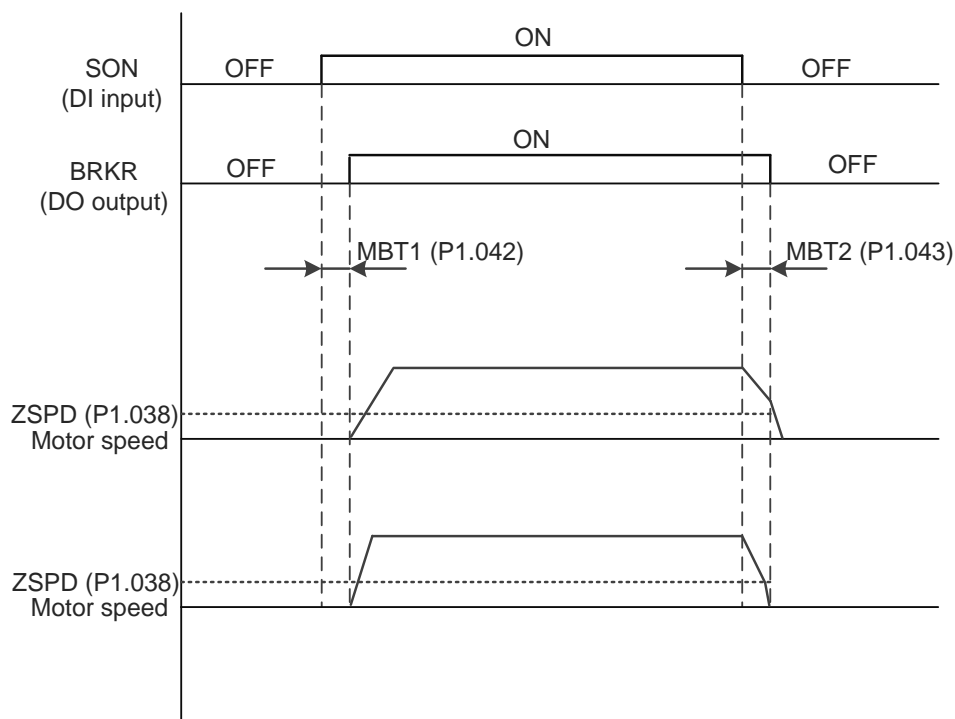 ON
SON
(DI input)
OFF
OFF
ON
BRKR
(DO output)
OFF
OFF
MBT1 (P1.042)
MBT2 (P1.043)
ZSPD (P1.038)
Motor speed
ZSPD (P1.038)
Motor speed